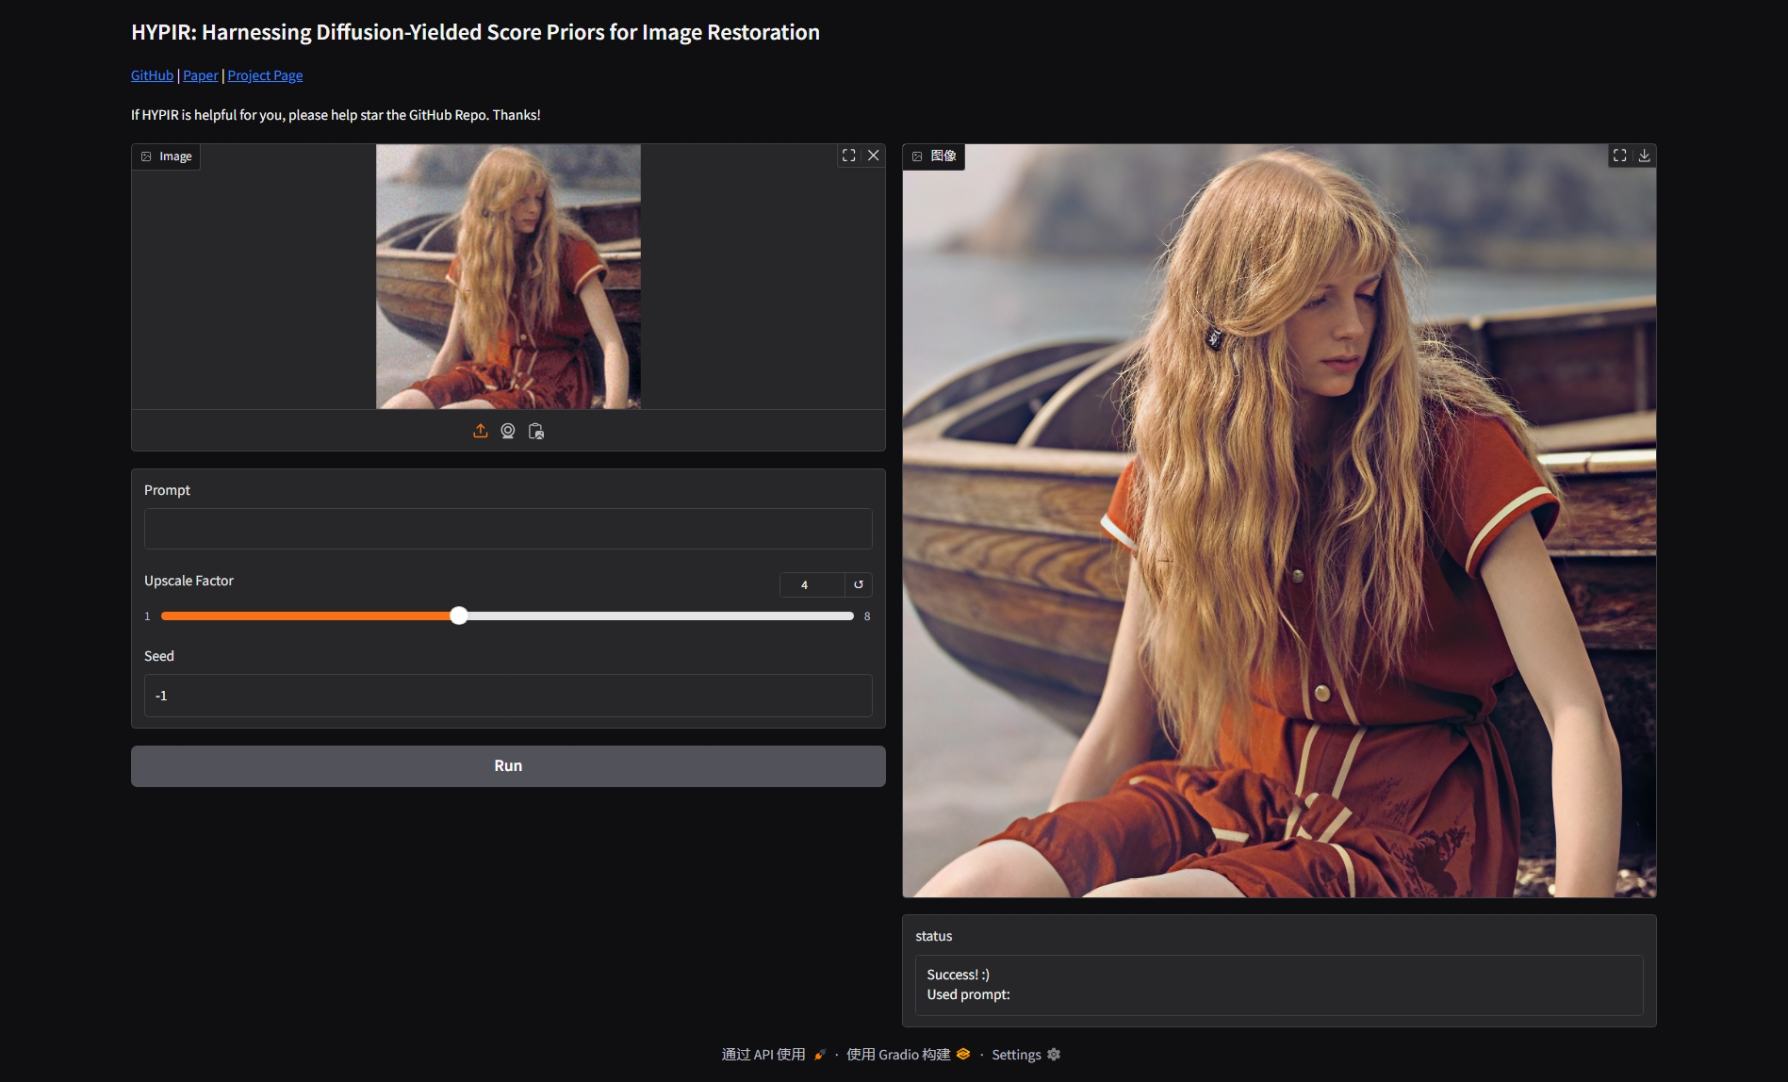 HYPIR: Harnessing Diffusion-Yielded Score Priors for Image Restoration
GitHub | Paper | Project Page
If HYPIR is helpful for you, please help star the GitHub Repo. Thanks!
Image
Prompt
Upscale Factor
4
1
8
Seed
-1
Run
图像
status
Success! :)
Used prompt:
通过 API 使用 · 使用 Gradio 构建 · Settings